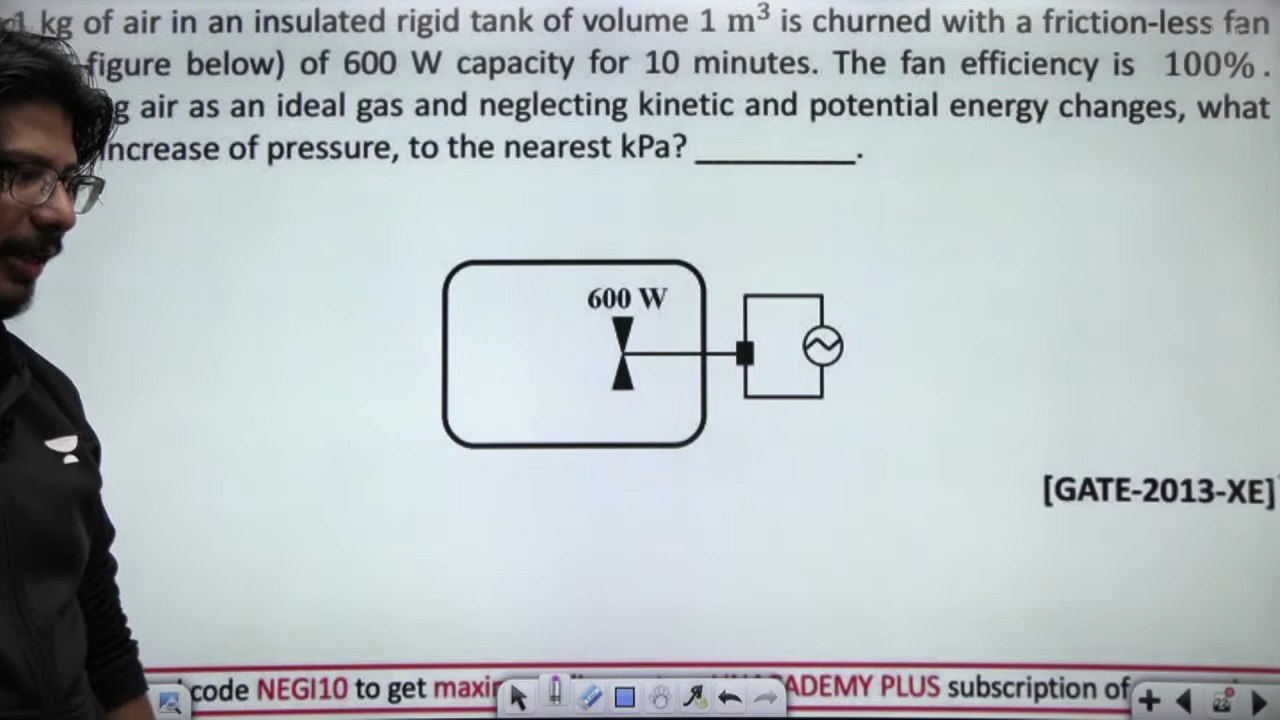 1 kg of air in an insulated rigid tank of volume 1 m³ is churned with a friction-less fan
figure below) of 600 W capacity for 10 minutes. The fan efficiency is 100%.
air as an ideal gas and neglecting kinetic and potential energy changes, what
increase of pressure, to the nearest kPa? __________.
600 W
[GATE-2013-XE]
code NEGI10 to get
PLUS subscription of
22